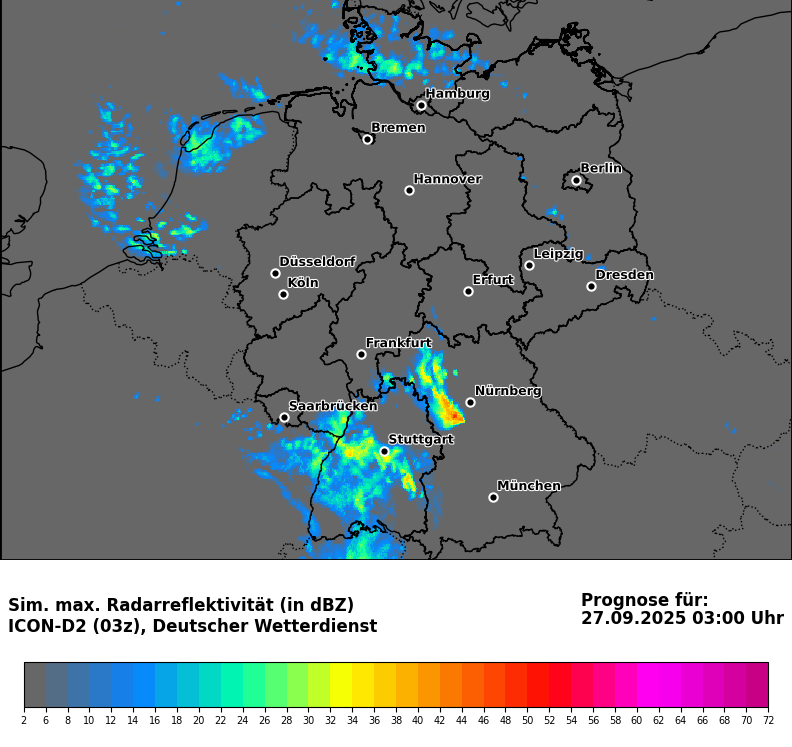 Hamburg
Bremen
Berlin
Hannover
Leipzig
Düsseldorf
Dresden
Köln
Erfurt
Frankfurt
Nürnberg
Saarbrücken
Stuttgart
München
Sim. max. Radarreflektivität (in dBZ)
ICON-D2 (03z), Deutscher Wetterdienst
Prognose für:
27.09.2025 03:00 Uhr
2 6 8 10 12 14 16 18 20 22 24 26 28 30 32 34 36 38 40 42 44 46 48 50 52 54 56 58 60 62 64 66 68 70 72